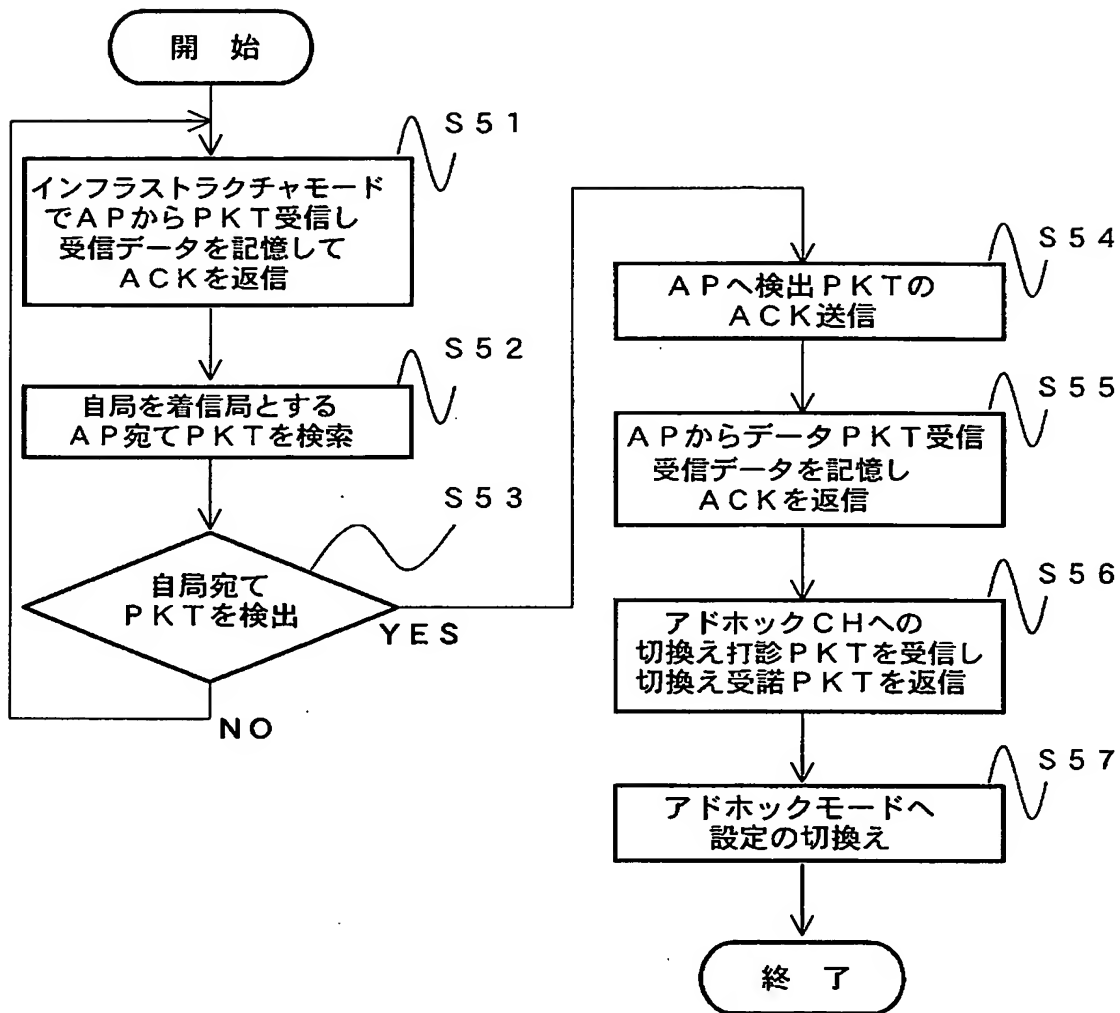 開 始
S51
インフラストラクチャモード
でAPからPKT受信し
受信データを記憶して
ACKを返信
S52
自局を着信局とする
AP宛てPKTを検索
S53
自局宛て
PKTを検出
YES
NO
S54
APへ検出PKTの
ACK送信
S55
APからデータPKT受信
受信データを記憶し
ACKを返信
S56
アドホックCHへの
切換え打診PKTを受信し
切換え受諾PKTを返信
S57
アドホックモードへ
設定の切換え
終 了